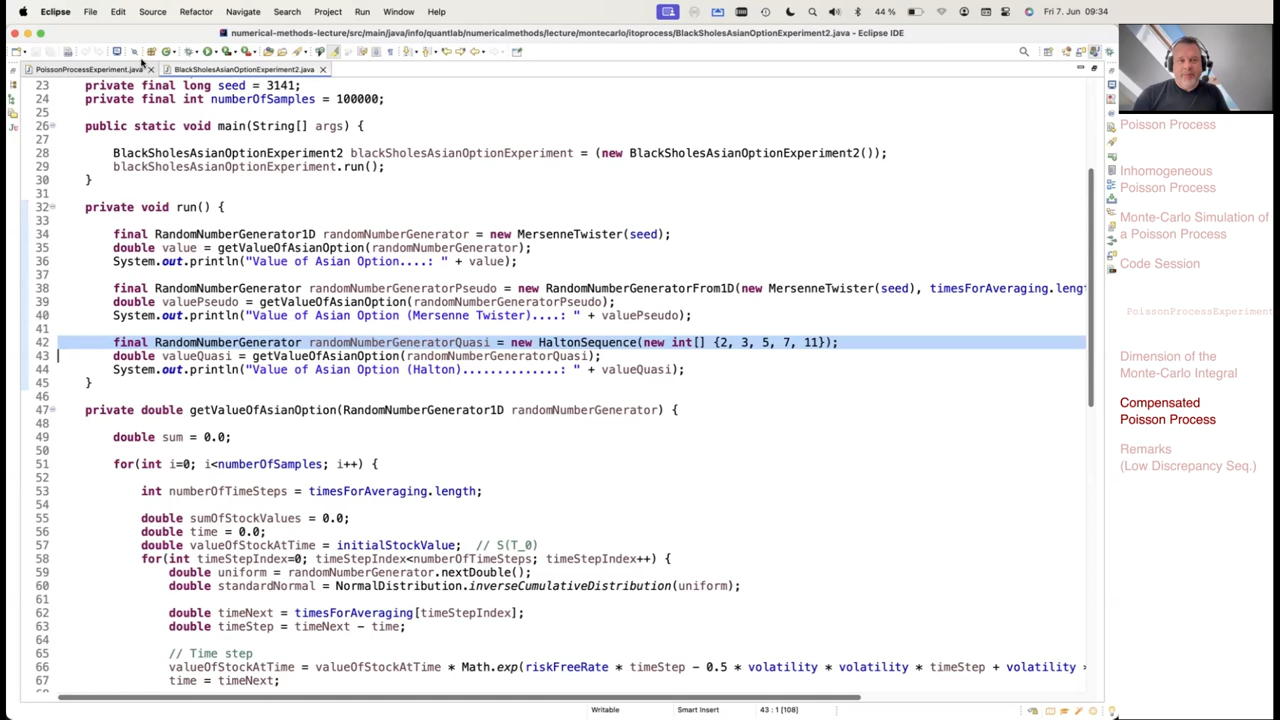 Eclipse Edit Source Refactor Navigate Search Project Run Window Help 44 % Fri 7. Jun 09:34
numerical-methods-lecture/src/main/java/info/quantlab/numericalmethods/lecture/montecarlo/itoprocess/BlackSholesAsianOptionExperiment2.java - Eclipse IDE
PoissonProcessExperiment.java BlackSholesAsianOptionExperiment2.java
23 private final long seed = 3141;
24 private final int numberOfSamples = 100000;
25
26 public static void main(String[] args) {
27
28 BlackSholesAsianOptionExperiment2 blackSholesAsianOptionExperiment = (new BlackSholesAsianOptionExperiment2());
29 blackSholesAsianOptionExperiment.run();
30 }
31
32 private void run() {
33
34 final RandomNumberGenerator1D randomNumberGenerator = new MersenneTwister(seed);
35 double value = getValueOfAsianOption(randomNumberGenerator);
36 System.out.println("Value of Asian Option....: " + value);
37
38 final RandomNumberGenerator randomNumberGeneratorPseudo = new RandomNumberGeneratorFrom1D(new MersenneTwister(seed), timesForAveraging.lengt
39 double valuePseudo = getValueOfAsianOption(randomNumberGeneratorPseudo);
40 System.out.println("Value of Asian Option (Mersenne Twister)....: " + valuePseudo);
41
42 final RandomNumberGenerator randomNumberGeneratorQuasi = new HaltonSequence(new int[] {2, 3, 5, 7, 11});
43 double valueQuasi = getValueOfAsianOption(randomNumberGeneratorQuasi);
44 System.out.println("Value of Asian Option (Halton)..............: " + valueQuasi);
45 }
46
47 private double getValueOfAsianOption(RandomNumberGenerator1D randomNumberGenerator) {
48
49 double sum = 0.0;
50
51 for(int i=0; i<numberOfSamples; i++) {
52
53 int numberOfTimeSteps = timesForAveraging.length;
54
55 double sumOfStockValues = 0.0;
56 double time = 0.0;
57 double valueOfStockAtTime = initialStockValue; // S(T_0)
58 for(int timeStepIndex=0; timeStepIndex<numberOfTimeSteps; timeStepIndex++) {
59 double uniform = randomNumberGenerator.nextDouble();
60 double standardNormal = NormalDistribution.inverseCumulativeDistribution(uniform);
61
62 double timeNext = timesForAveraging[timeStepIndex];
63 double timeStep = timeNext - time;
64
65 // Time step
66 valueOfStockAtTime = valueOfStockAtTime * Math.exp(riskFreeRate * timeStep - 0.5 * volatility * volatility * timeStep + volatility *
67 time = timeNext;
Writable Smart Insert 43 : 1 [108]
Poisson Process
Inhomogeneous
Poisson Process
Monte-Carlo Simulation of
a Poisson Process
Code Session
PoissonProcessExperiment
Dimension of the
Monte-Carlo Integral
Compensated
Poisson Process
Remarks
(Low Discrepancy Seq.)